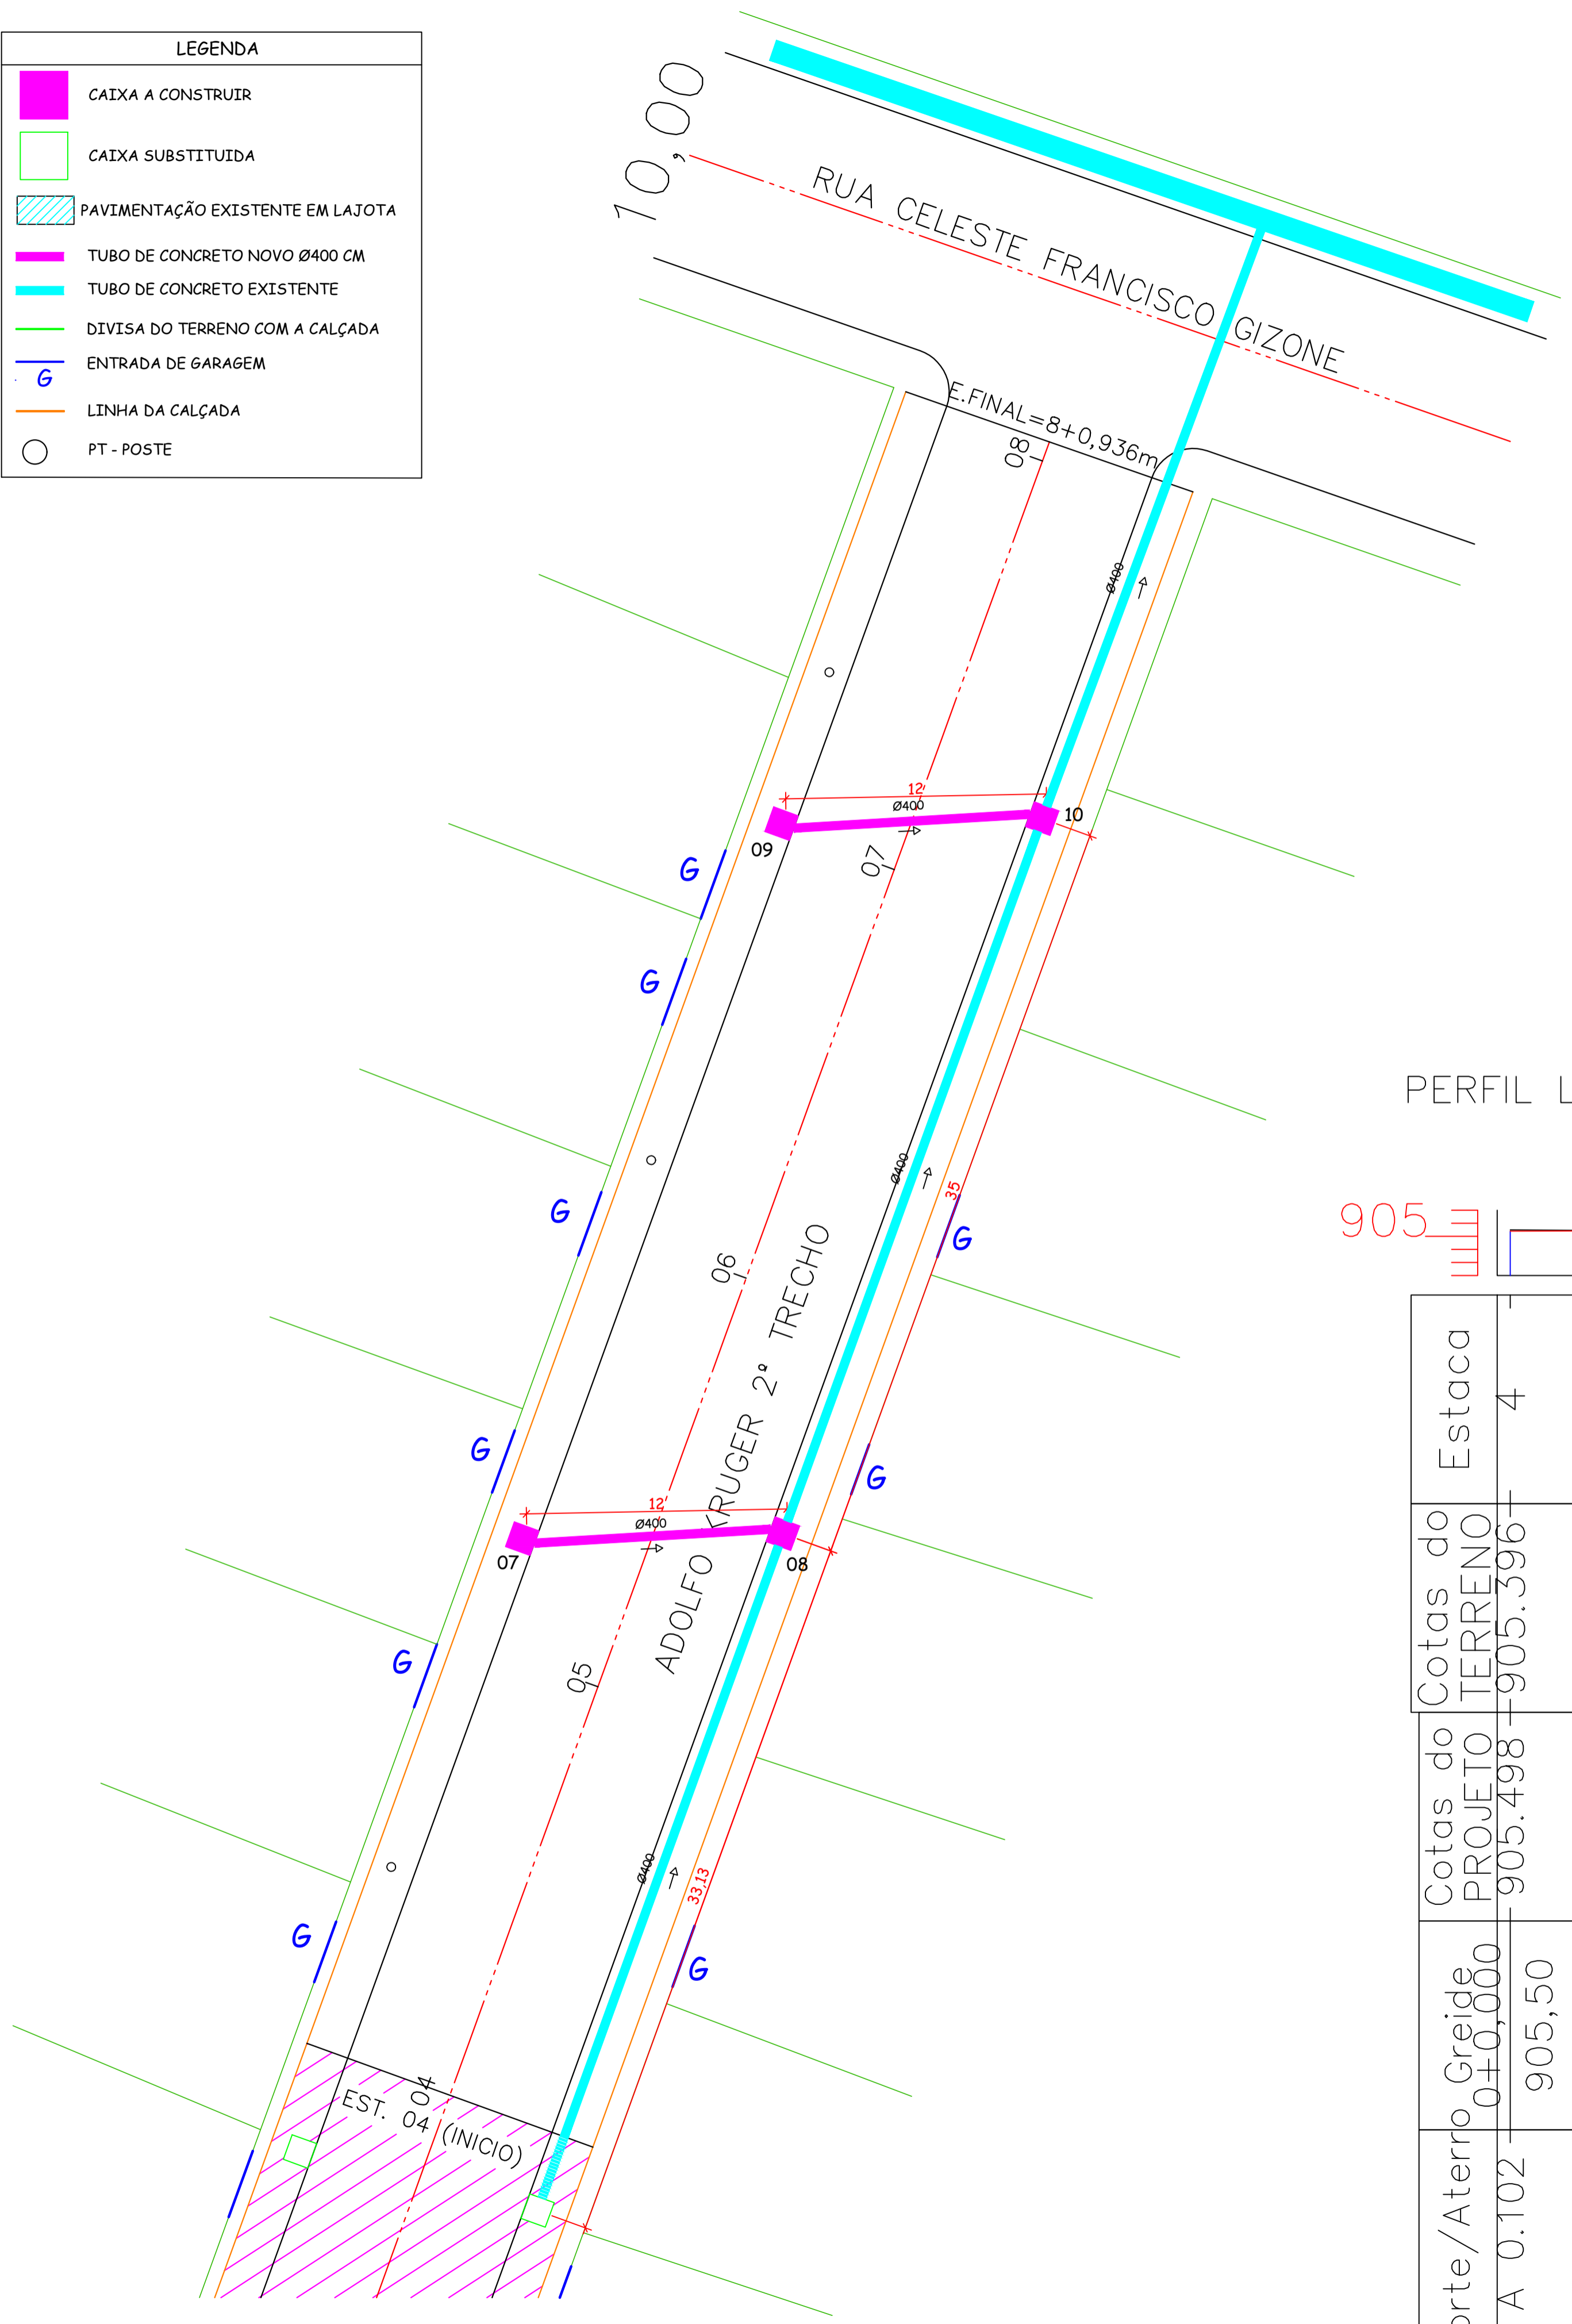 LEGENDA
CAIXA A CONSTRUIR
CAIXA SUBSTITUIDA
PAVIMENTAÇÃO EXISTENTE EM LAJOTA
TUBO DE CONCRETO NOVO Ø400 CM
TUBO DE CONCRETO EXISTENTE
DIVISA DO TERRENO COM A CALÇADA
ENTRADA DE GARAGEM
G
LINHA DA CALÇADA
PT - POSTE
10,00
RUA CELESTE FRANCISCO GIZONE
E.FINAL=8+0,936m
08
Ø400
12
Ø400
10
09
07
G
G
Ø400
35
G
G
06
ADOLFO KRUGER 2ª TRECHO
G
G
12
Ø400
07
08
05
G
Ø400
33,13
G
G
04
EST. 04 (INICIO)
PERFIL L
905
Estaca
4
Cotas do
TERRENO
905.396
Cotas do
PROJETO
905.498
Greide
0+0,000
905,50
orte/Aterro
A 0.102